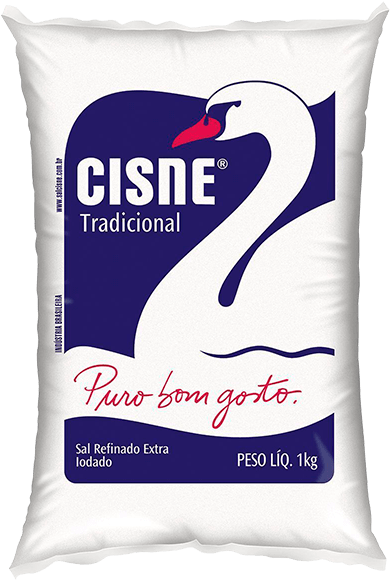 CISNE®
Tradicional
www.salcisne.com.br
INDÚSTRIA BRASILEIRA
Puro bom gosto.
Sal Refinado Extra
Iodado
PESO LÍQ. 1kg